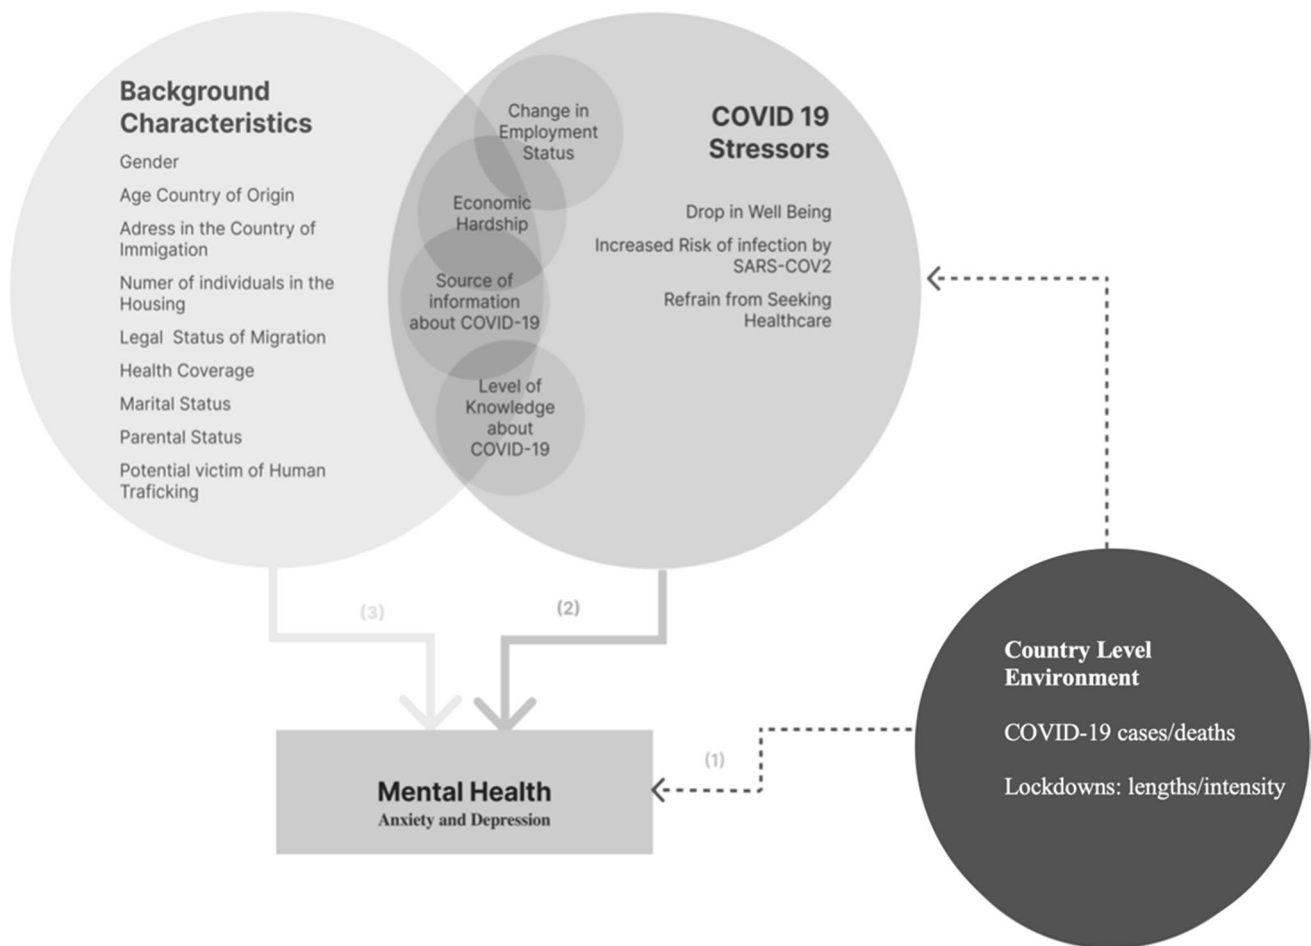 Background
Characteristics
Gender
Age Country of Origin
Adress in the Country of
Immigation
Numer of individuals in the
Housing
Legal Status of Migration
Health Coverage
Marital Status
Parental Status
Potential victim of Human
Traficking
Change in
Employment
Status
Economic
Hardship
Source of
information
about COVID-19
Level of
Knowledge
about
COVID-19
COVID 19
Stressors
Drop in Well Being
Increased Risk of infection by
SARS-COV2
Refrain from Seeking
Healthcare
(3)
(2)
Country Level
Environment
COVID-19 cases/deaths
Lockdowns: lengths/intensity
(1)
Mental Health
Anxiety and Depression